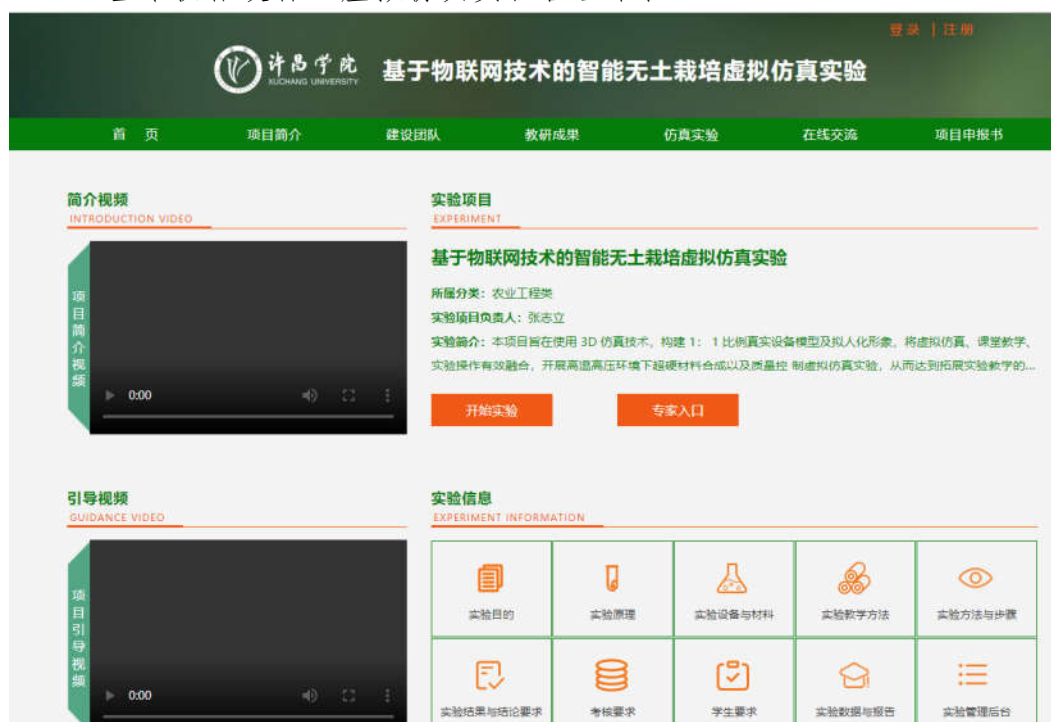 登录 | 注册
许昌学院
XUCHANG UNIVERSITY
基于物联网技术的智能无土栽培虚拟仿真实验
首 页 项目简介 建设团队 教研成果 仿真实验 在线交流 项目申报书
简介视频
INTRODUCTION VIDEO
项目简介视频
0:00
实验项目
EXPERIMENT
基于物联网技术的智能无土栽培虚拟仿真实验
所属分类：农业工程类
实验项目负责人：张志立
实验简介：本项目旨在使用 3D 仿真技术，构建 1：1 比例真实设备模型及拟人化形象，将虚拟仿真、课堂教学、
实验操作有效融合，开展高温高压环境下超硬材料合成以及质量控 制虚拟仿真实验，从而达到拓展实验教学的...
开始实验 专家入口
引导视频
GUIDANCE VIDEO
项目引导视频
0:00
实验信息
EXPERIMENT INFORMATION
实验目的 实验原理 实验设备与材料 实验教学方法 实验方法与步骤
实验结果与结论要求 考核要求 学生要求 实验数据与报告 实验管理后台